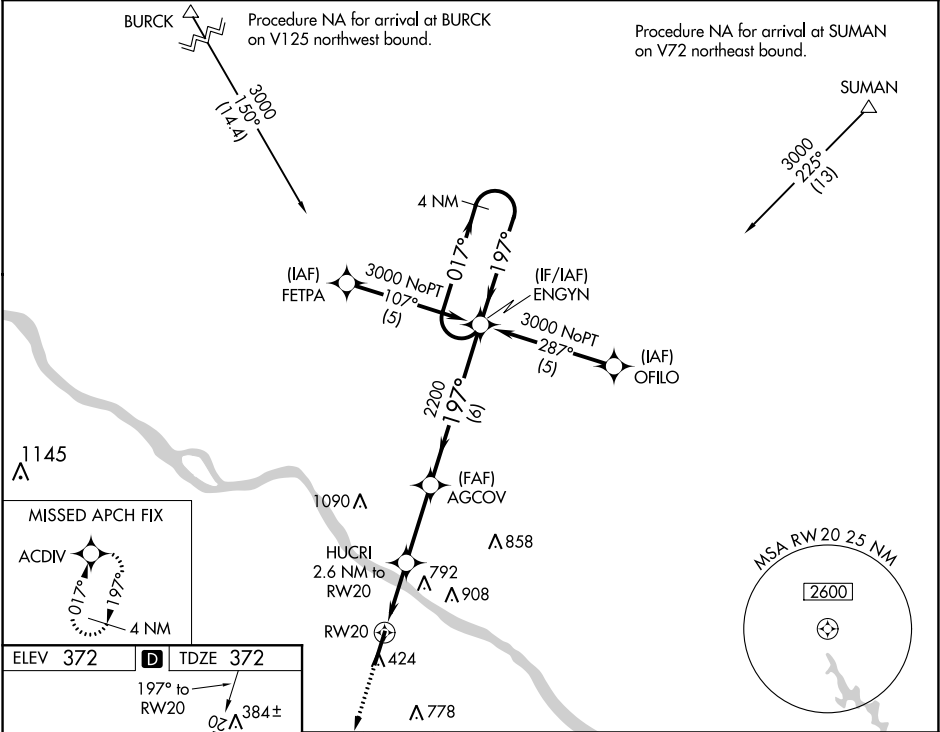 BURCK
Procedure NA for arrival at BURCK
on V125 northwest bound.
Procedure NA for arrival at SUMAN
on V72 northeast bound.
SUMAN
3000
150°
(14.4)
3000
225°
(13)
4 NM
017°
197°
(IAF)
FETPA
3000 NoPT
107°
(5)
(IF/IAF)
ENGYN
3000 NoPT
287°
(5)
(IAF)
OFILO
2200
197°
(6)
1145
(FAF)
AGCOV
1090
858
MISSED APCH FIX
ACDIV
017°
197°
4 NM
HUCRI
2.6 NM to
RW20
792
908
MSA RW20 25 NM
2600
RW20
424
ELEV 372
D
TDZE 372
197° to
RW20
20
384±
778